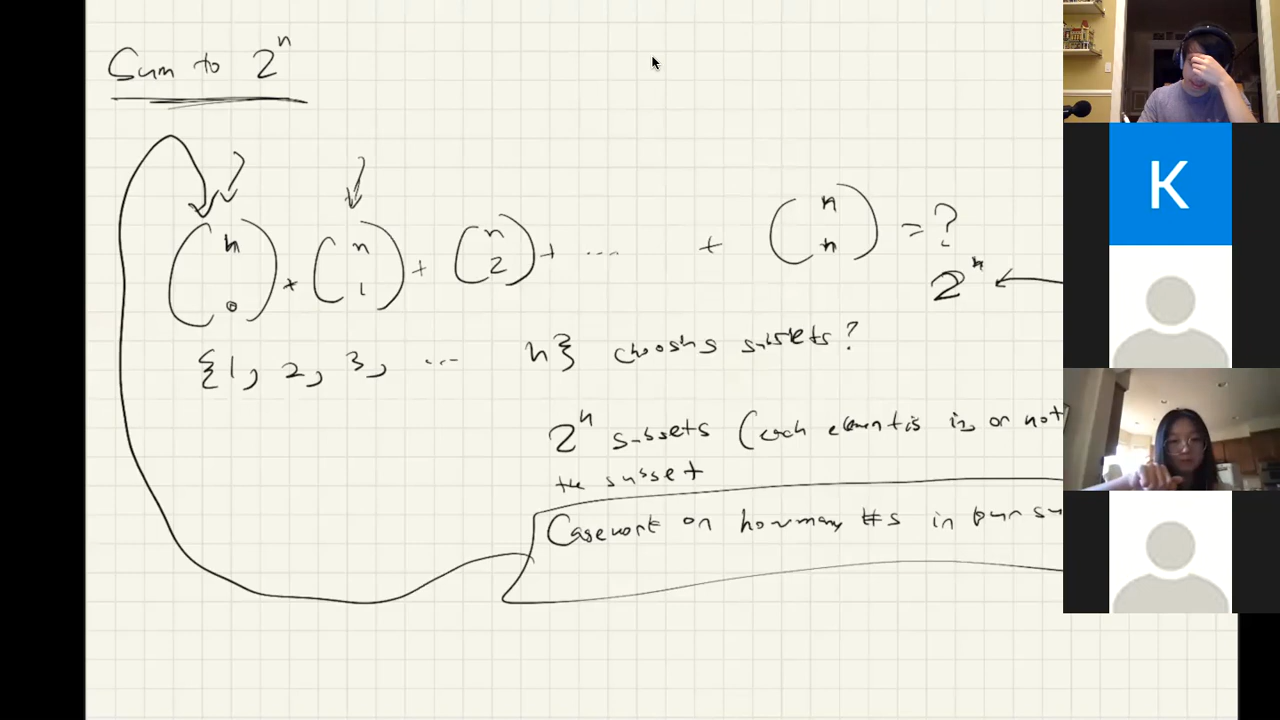 Sum to 2^n
K
(n 0) + (n 1) + (n 2) + ... + (n n) = ?
2^n
{1, 2, 3, ... n} choosing subsets?
2^n subsets (each element is in or not
the subset
Casework on how many #s in our su